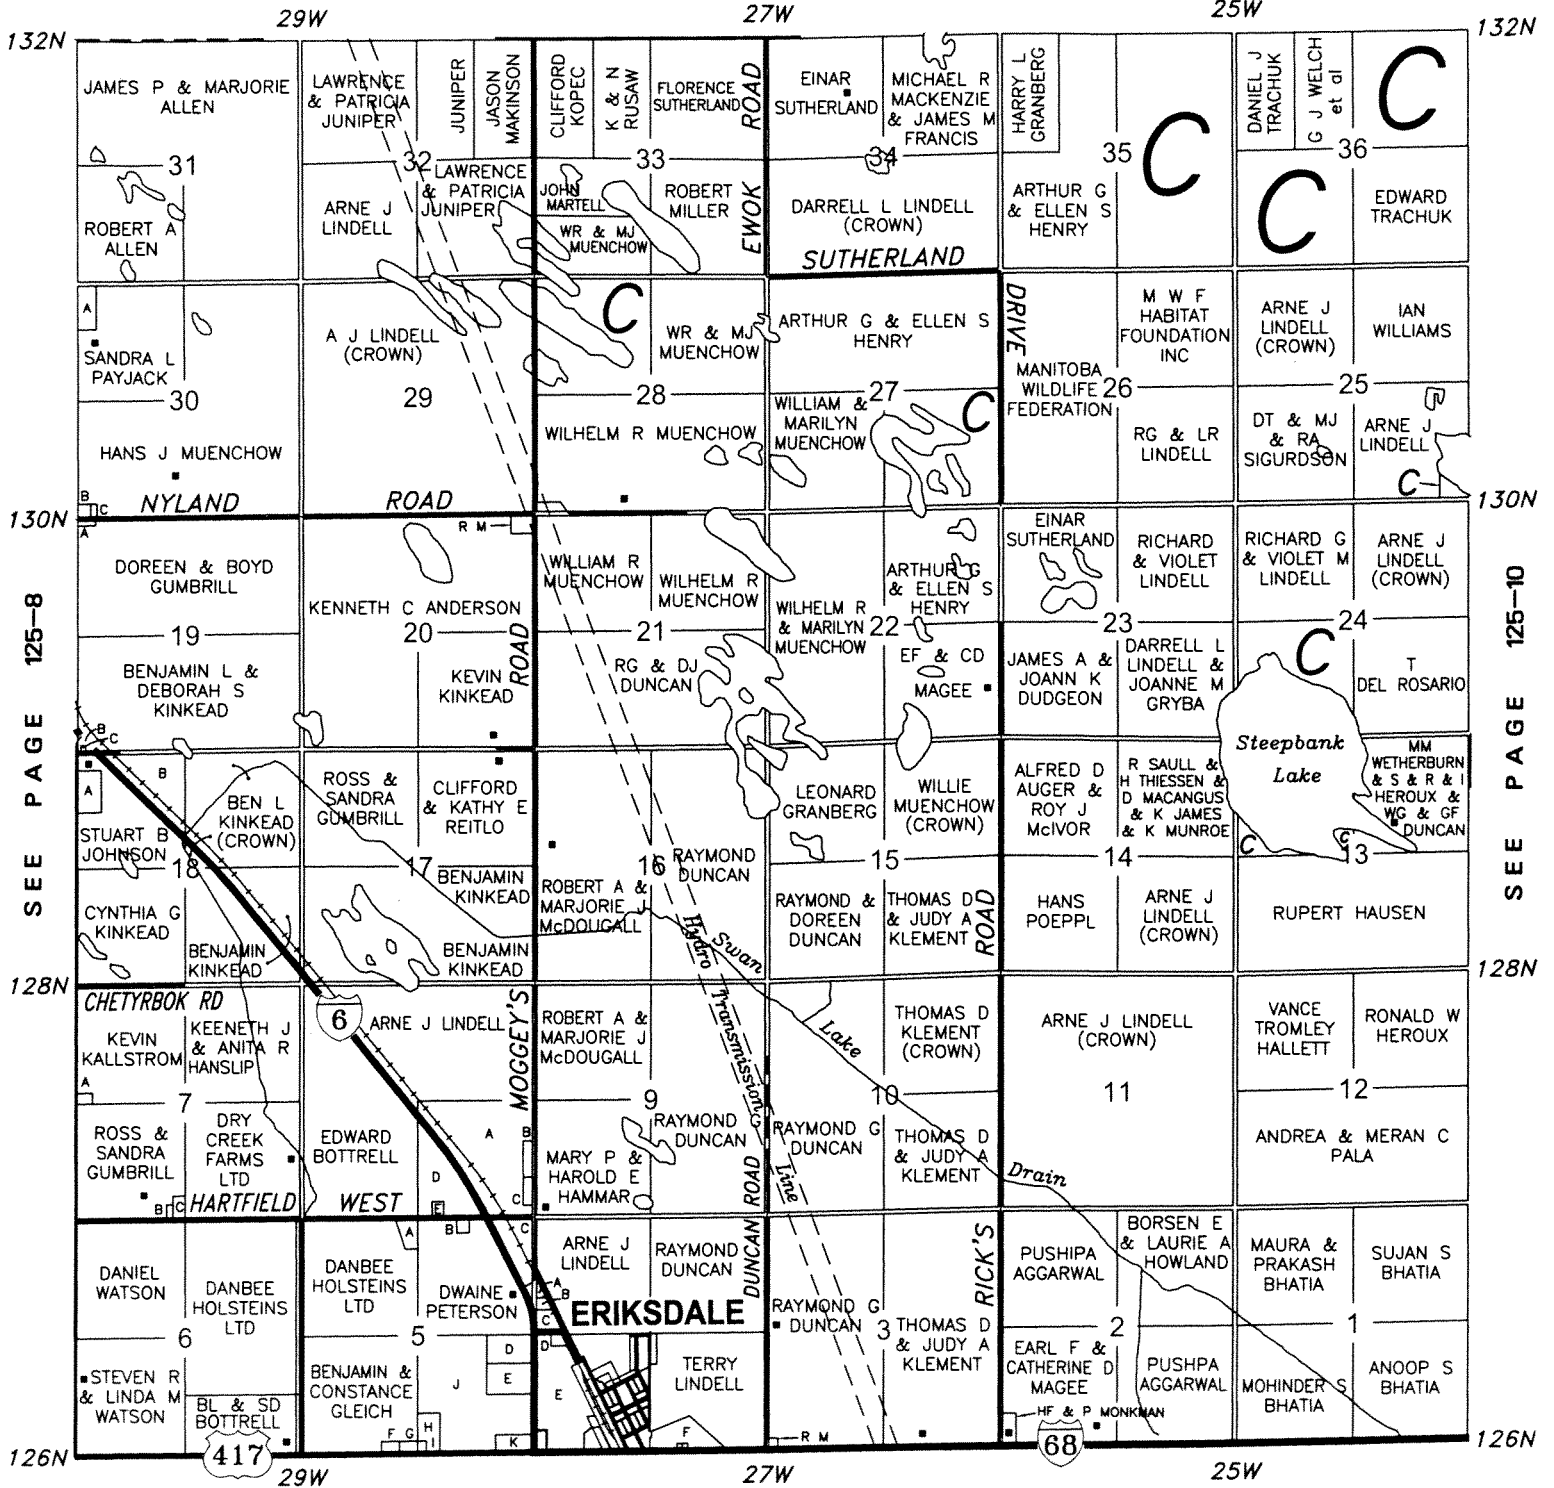 29W
27W
25W
132N
132N
JAMES P & MARJORIE
ALLEN
LAWRENCE
& PATRICIA
JUNIPER
JUNIPER
JASON
MAKINSON
CLIFFORD
KOPEC
K & N
RUSAW
FLORENCE
SUTHERLAND
EWOK ROAD
EINAR
SUTHERLAND
MICHAEL R
MACKENZIE
& JAMES M
FRANCIS
HARRY L
GRANBERG
C
DANIEL J
TRACHUK
G J WELCH
et al
C
31
32
33
34
35
36
ROBERT A
ALLEN
ARNE J
LINDELL
LAWRENCE
& PATRICIA
JUNIPER
JOHN
MARTELL
WR & MJ
MUENCHOW
ROBERT
MILLER
DARRELL L LINDELL
(CROWN)
SUTHERLAND
DRIVE
ARTHUR G
& ELLEN S
HENRY
C
EDWARD
TRACHUK
A
SANDRA L
PAYJACK
A J LINDELL
(CROWN)
C
WR & MJ
MUENCHOW
ARTHUR G & ELLEN S
HENRY
MANITOBA
WILDLIFE
FEDERATION
M W F
HABITAT
FOUNDATION
INC
ARNE J
LINDELL
(CROWN)
IAN
WILLIAMS
30
29
28
27
26
25
HANS J MUENCHOW
WILHELM R MUENCHOW
WILLIAM &
MARILYN
MUENCHOW
C
RG & LR
LINDELL
DT & MJ
& RA
SIGURDSON
ARNE J
LINDELL
C
B
C
A
NYLAND ROAD
130N
130N
R M
DOREEN & BOYD
GUMBRILL
KENNETH C ANDERSON
WILLIAM R
MUENCHOW
WILHELM R
MUENCHOW
WILHELM R
& MARILYN
MUENCHOW
ARTHUR G
& ELLEN S
HENRY
EINAR
SUTHERLAND
RICHARD
& VIOLET
LINDELL
RICHARD G
& VIOLET M
LINDELL
ARNE J
LINDELL
(CROWN)
19
20
21
22
23
24
BENJAMIN L &
DEBORAH S
KINKEAD
KEVIN
KINKEAD
MOGGEY'S ROAD
RG & DJ
DUNCAN
EF & CD
MAGEE
JAMES A &
JOANN K
DUDGEON
DARRELL L
LINDELL &
JOANNE M
GRYBA
C
T
DEL ROSARIO
SEE PAGE 125-8
SEE PAGE 125-10
B
C
A
B
STUART B
JOHNSON
BEN L
KINKEAD
(CROWN)
ROSS &
SANDRA
GUMBRILL
CLIFFORD
& KATHY E
REITLO
LEONARD
GRANBERG
WILLIE
MUENCHOW
(CROWN)
ALFRED D
AUGER &
ROY J
McIVOR
R SAULL &
H THIESSEN &
D MACANGUS
& K JAMES
& K MUNROE
Steepbank
Lake
C
C
MM
WETHERBURN
& S & R & I
HEROUX &
WG & GF
DUNCAN
18
17
16
15
14
13
CYNTHIA G
KINKEAD
BENJAMIN
KINKEAD
BENJAMIN
KINKEAD
BENJAMIN
KINKEAD
ROBERT A &
MARJORIE J
McDOUGALL
RAYMOND
DUNCAN
RAYMOND &
DOREEN
DUNCAN
THOMAS D
& JUDY A
KLEMENT
RICK'S ROAD
HANS
POEPPL
ARNE J
LINDELL
(CROWN)
RUPERT HAUSEN
128N
128N
Hydro Transmission Line
Swan Lake Drain
CHETYRBOK RD
6
KEVIN
KALLSTROM
KEENETH J
& ANITA R
HANSLIP
ARNE J LINDELL
ROBERT A &
MARJORIE J
McDOUGALL
THOMAS D
KLEMENT
(CROWN)
ARNE J LINDELL
(CROWN)
VANCE
TROMLEY
HALLETT
RONALD W
HEROUX
A
7
9
10
11
12
ROSS &
SANDRA
GUMBRILL
DRY
CREEK
FARMS
LTD
EDWARD
BOTTRELL
A
B
D
C
E
MARY P &
HAROLD E
HAMMAR
RAYMOND G
DUNCAN
RAYMOND G
DUNCAN
THOMAS D
& JUDY A
KLEMENT
ANDREA & MERAN C
PALA
B
C
HARTFIELD WEST
DANIEL
WATSON
DANBEE
HOLSTEINS
LTD
DANBEE
HOLSTEINS
LTD
A
B
C
DWAINE
PETERSON
ARNE J
LINDELL
RAYMOND
DUNCAN
DUNCAN ROAD
A
B
C
ERIKSDALE
RAYMOND G
DUNCAN
THOMAS D
& JUDY A
KLEMENT
PUSHIPA
AGGARWAL
BORSEN E
& LAURIE A
HOWLAND
MAURA &
PRAKASH
BHATIA
SUJAN S
BHATIA
6
5
3
2
1
STEVEN R
& LINDA M
WATSON
BL & SD
BOTTRELL
BENJAMIN &
CONSTANCE
GLEICH
J
D
E
D
E
F
G
H
I
K
TERRY
LINDELL
F
R M
EARL F &
CATHERINE D
MAGEE
HF & P MONKMAN
PUSHPA
AGGARWAL
MOHINDER S
BHATIA
ANOOP S
BHATIA
126N
126N
417
68
29W
27W
25W